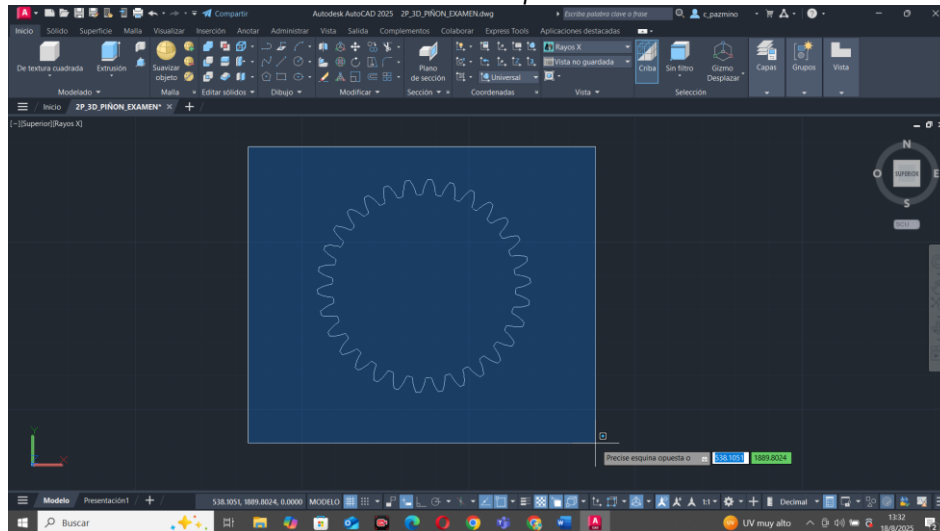 Compartir
Autodesk AutoCAD 2025 2P_3D_PIÑON_EXAMEN.dwg
Escriba palabra clave o frase
c_pazmino
Inicio Sólido Superficie Malla Visualizar Inserción Anotar Administrar Vista Salida Complementos Colaborar Express Tools Aplicaciones destacadas
De textura cuadrada
Extrusión
Suavizar objeto
Plano de sección
Universal
Rayos X
Vista no guardada
Criba
Sin filtro
Gizmo Desplazar
Capas
Grupos
Vista
Modelado Malla Editar sólidos Dibujo Modificar Sección Coordenadas Vista Selección
Inicio 2P_3D_PIÑON_EXAMEN*
[−][Superior][Rayos X]
N
O SUPERIOR E
S
Y
X
Precise esquina opuesta o 538.1051 1889.8024
Modelo Presentación1 538.1051, 1889.8024, 0.0000 MODELO 1:1 Decimal
Buscar
UV muy alto
13:32
18/8/2025